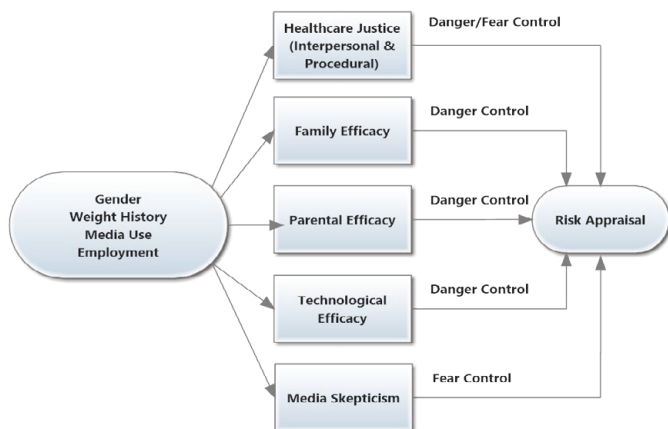 Healthcare Justice
(Interpersonal &
Procedural)
Danger/Fear Control
Family Efficacy
Danger Control
Gender
Weight History
Media Use
Employment
Parental Efficacy
Danger Control
Risk Appraisal
Technological
Efficacy
Danger Control
Media Skepticism
Fear Control